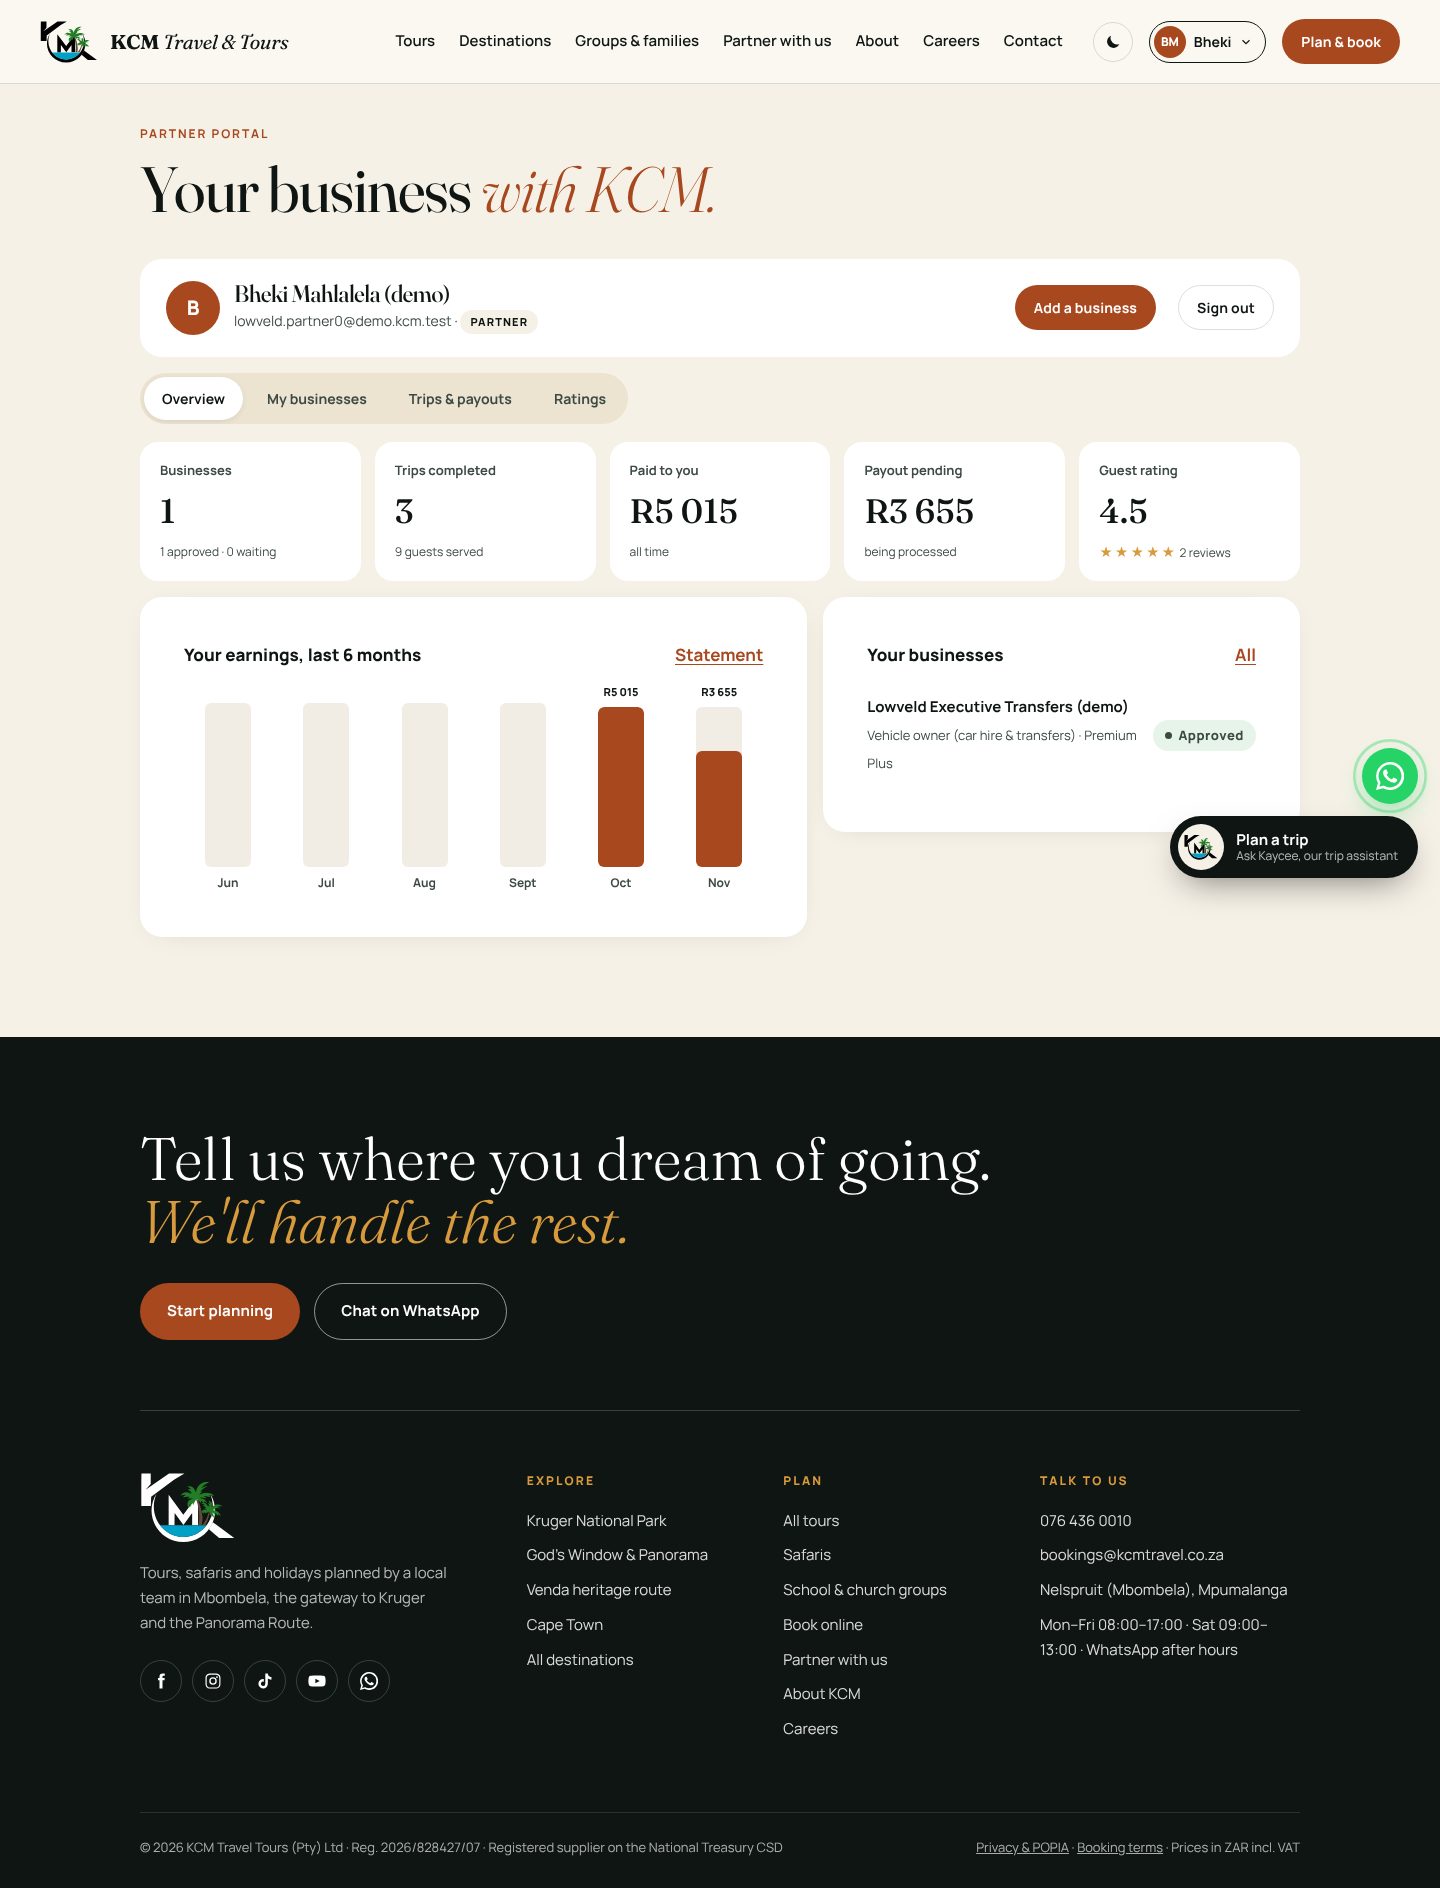 KCM Travel & Tours
Tours
Destinations
Groups & families
Partner with us
About
Careers
Contact
BM
Bheki
Plan & book
PARTNER PORTAL
Your business with KCM.
B
Bheki Mahlalela (demo)
lowveld.partner0@demo.kcm.test · PARTNER
Add a business
Sign out
Overview
My businesses
Trips & payouts
Ratings
Businesses
1
1 approved · 0 waiting
Trips completed
3
9 guests served
Paid to you
R5 015
all time
Payout pending
R3 655
being processed
Guest rating
4.5
★★★★★ 2 reviews
Your earnings, last 6 months
Statement
R5 015
R3 655
Jun
Jul
Aug
Sept
Oct
Nov
Your businesses
All
Lowveld Executive Transfers (demo)
Vehicle owner (car hire & transfers) · Premium
Plus
Approved
Plan a trip
Ask Kaycee, our trip assistant
Tell us where you dream of going.
We'll handle the rest.
Start planning
Chat on WhatsApp
Tours, safaris and holidays planned by a local
team in Mbombela, the gateway to Kruger
and the Panorama Route.
EXPLORE
Kruger National Park
God's Window & Panorama
Venda heritage route
Cape Town
All destinations
PLAN
All tours
Safaris
School & church groups
Book online
Partner with us
About KCM
Careers
TALK TO US
076 436 0010
bookings@kcmtravel.co.za
Nelspruit (Mbombela), Mpumalanga
Mon–Fri 08:00–17:00 · Sat 09:00–
13:00 · WhatsApp after hours
© 2026 KCM Travel Tours (Pty) Ltd · Reg. 2026/828427/07 · Registered supplier on the National Treasury CSD
Privacy & POPIA · Booking terms · Prices in ZAR incl. VAT